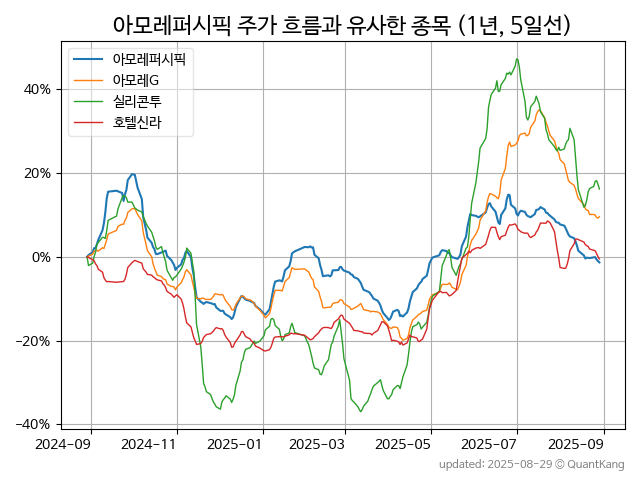 아모레퍼시픽 주가 흐름과 유사한 종목 (1년, 5일선)
아모레퍼시픽
아모레G
실리콘투
호텔신라
40%
20%
0%
−20%
−40%
2024-09 2024-11 2025-01 2025-03 2025-05 2025-07 2025-09
updated: 2025-08-29 © QuantKang